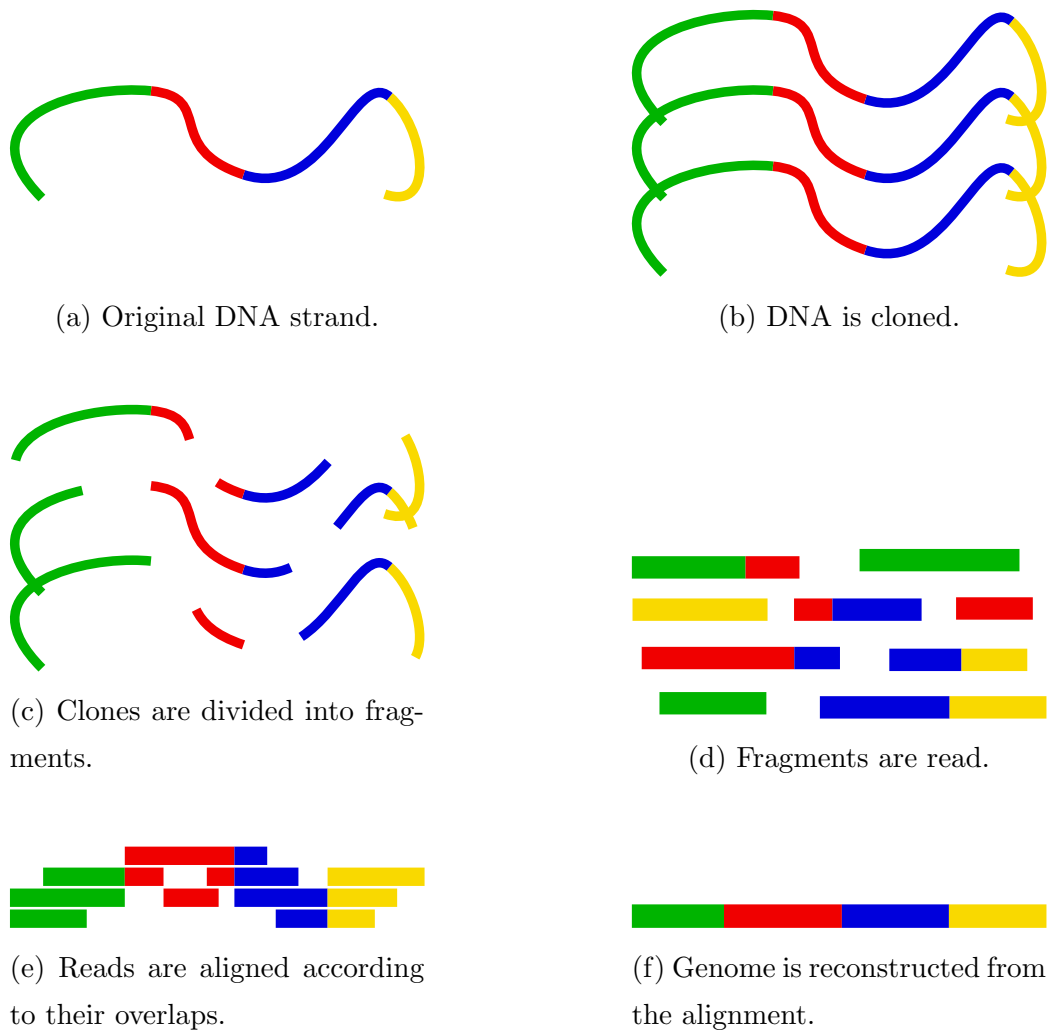 (a) Original DNA strand.
(b) DNA is cloned.
(c) Clones are divided into frag-
ments.
(d) Fragments are read.
(e) Reads are aligned according
to their overlaps.
(f) Genome is reconstructed from
the alignment.